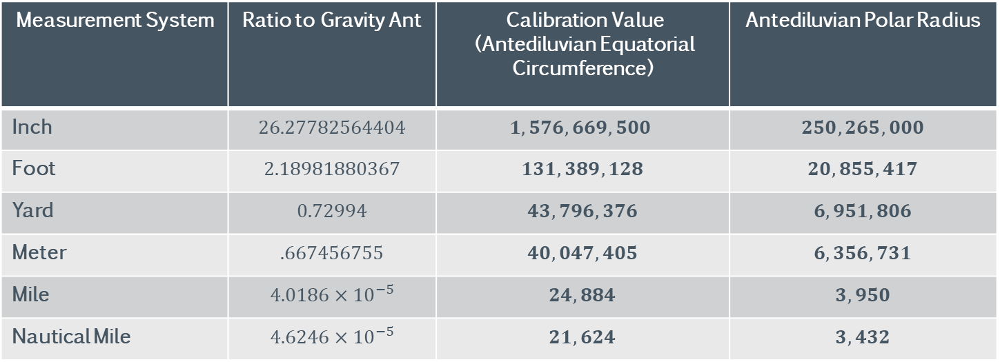 Measurement System Ratio to Gravity Ant Calibration Value Antediluvian Polar Radius
(Antediluvian Equatorial
Circumference)
Inch 26.27782564404 1,576,669,500 250,265,000
Foot 2.18981880367 131,389,128 20,855,417
Yard 0.72994 43,796,376 6,951,806
Meter .667456755 40,047,405 6,356,731
Mile 4.0186 × 10⁻⁵ 24,884 3,950
Nautical Mile 4.6246 × 10⁻⁵ 21,624 3,432